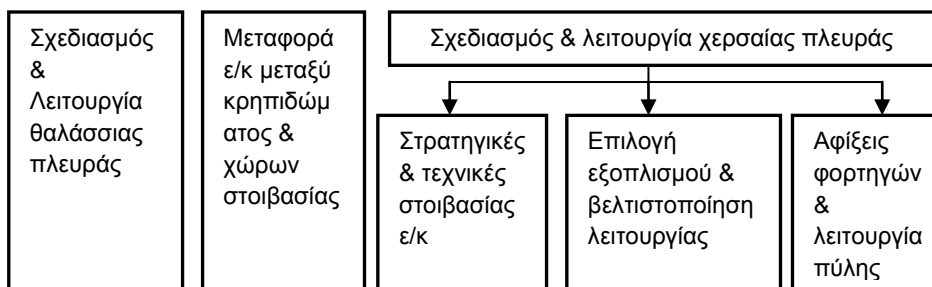 Σχεδιασμός
&
Λειτουργία
θαλάσσιας
πλευράς
Μεταφορά
ε/κ μεταξύ
κρηπιδώμ
ατος &
χώρων
στοιβασίας
Σχεδιασμός & λειτουργία χερσαίας πλευράς
Στρατηγικές
& τεχνικές
στοιβασίας
ε/κ
Επιλογή
εξοπλισμού &
βελτιστοποίηση
λειτουργίας
Αφίξεις
φορτηγών
&
λειτουργία
πύλης